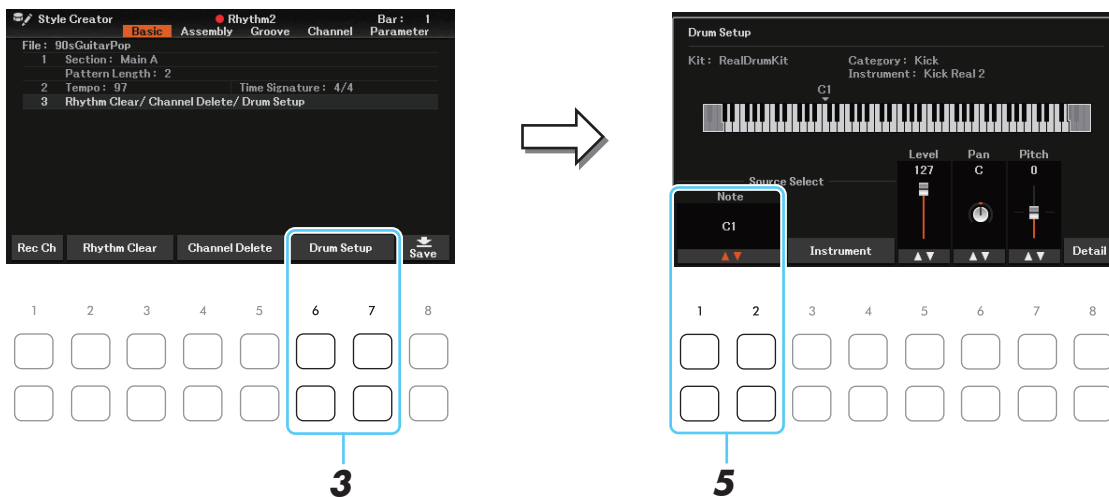 Style Creator Rhythm2 Bar: 1
Basic Assembly Groove Channel Parameter
File: 90sGuitarPop
1 Section: Main A
Pattern Length: 2
2 Tempo: 97 Time Signature: 4/4
3 Rhythm Clear/ Channel Delete/ Drum Setup
Rec Ch Rhythm Clear Channel Delete Drum Setup Save
1 2 3 4 5 6 7 8
3
Drum Setup
Kit: RealDrumKit Category: Kick
Instrument: Kick Real 2
C1
Level Pan Pitch
127 C 0
Source Select
Note
C1
Instrument Detail
1 2 3 4 5 6 7 8
5